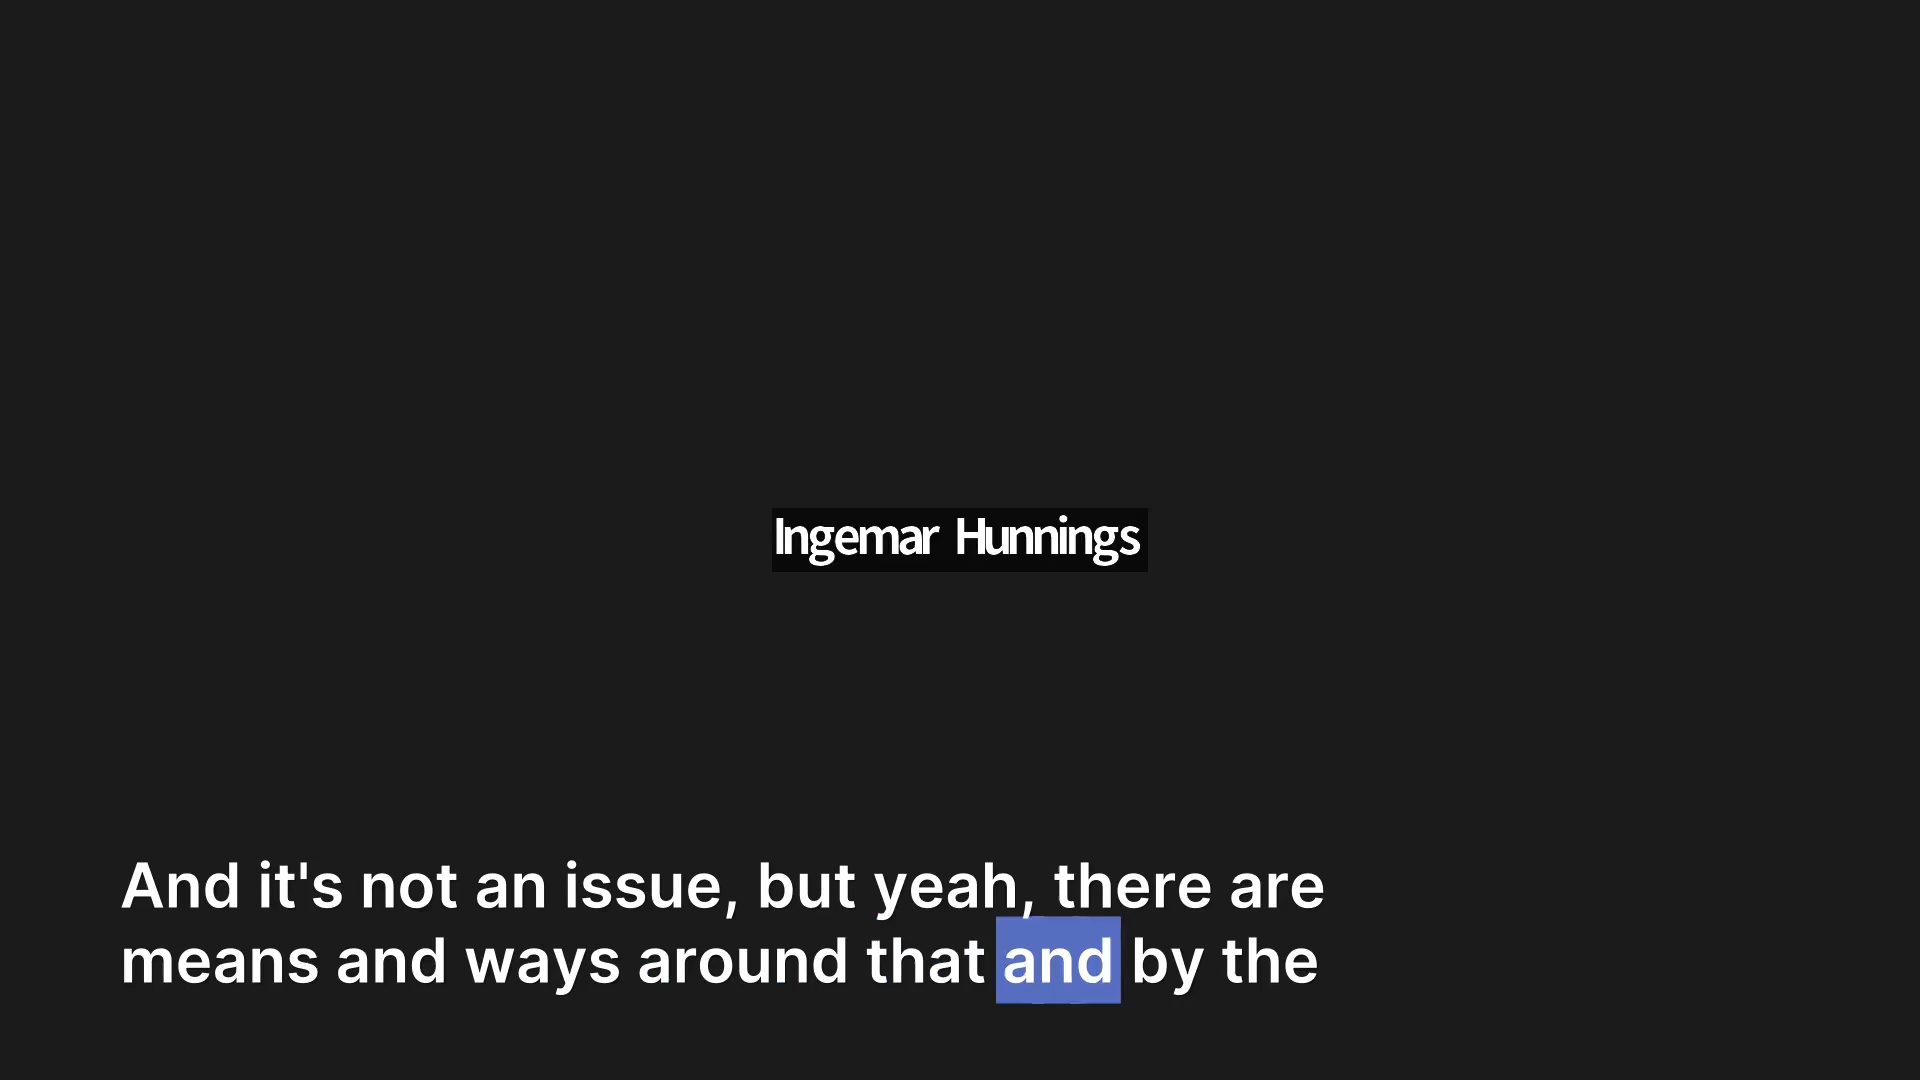 Ingemar Hunnings
And it's not an issue, but yeah, there are
means and ways around that and by the